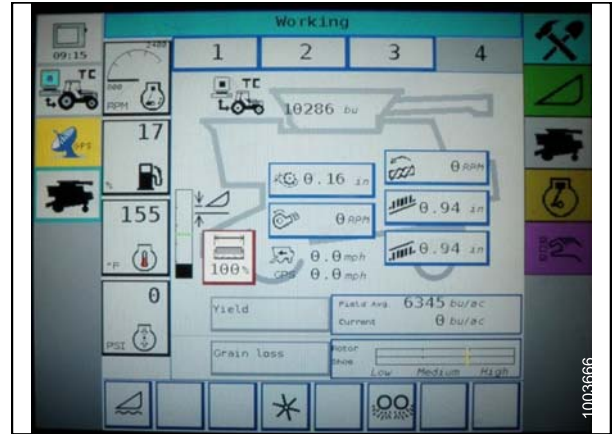 Working
09:15
2400
1 2 3 4
TC
TC
RPM
10286 bu
GPS
17
%
0.16 in
0 RPM
155
0 RPM
0.94 in
°F
100%
0.0 mph
GPS 0.0 mph
0.94 in
0
Yield
Field Avg. 6345 bu/ac
Current 0 bu/ac
PSI
Grain loss
Rotor
Shoe
Low Medium High
1003666